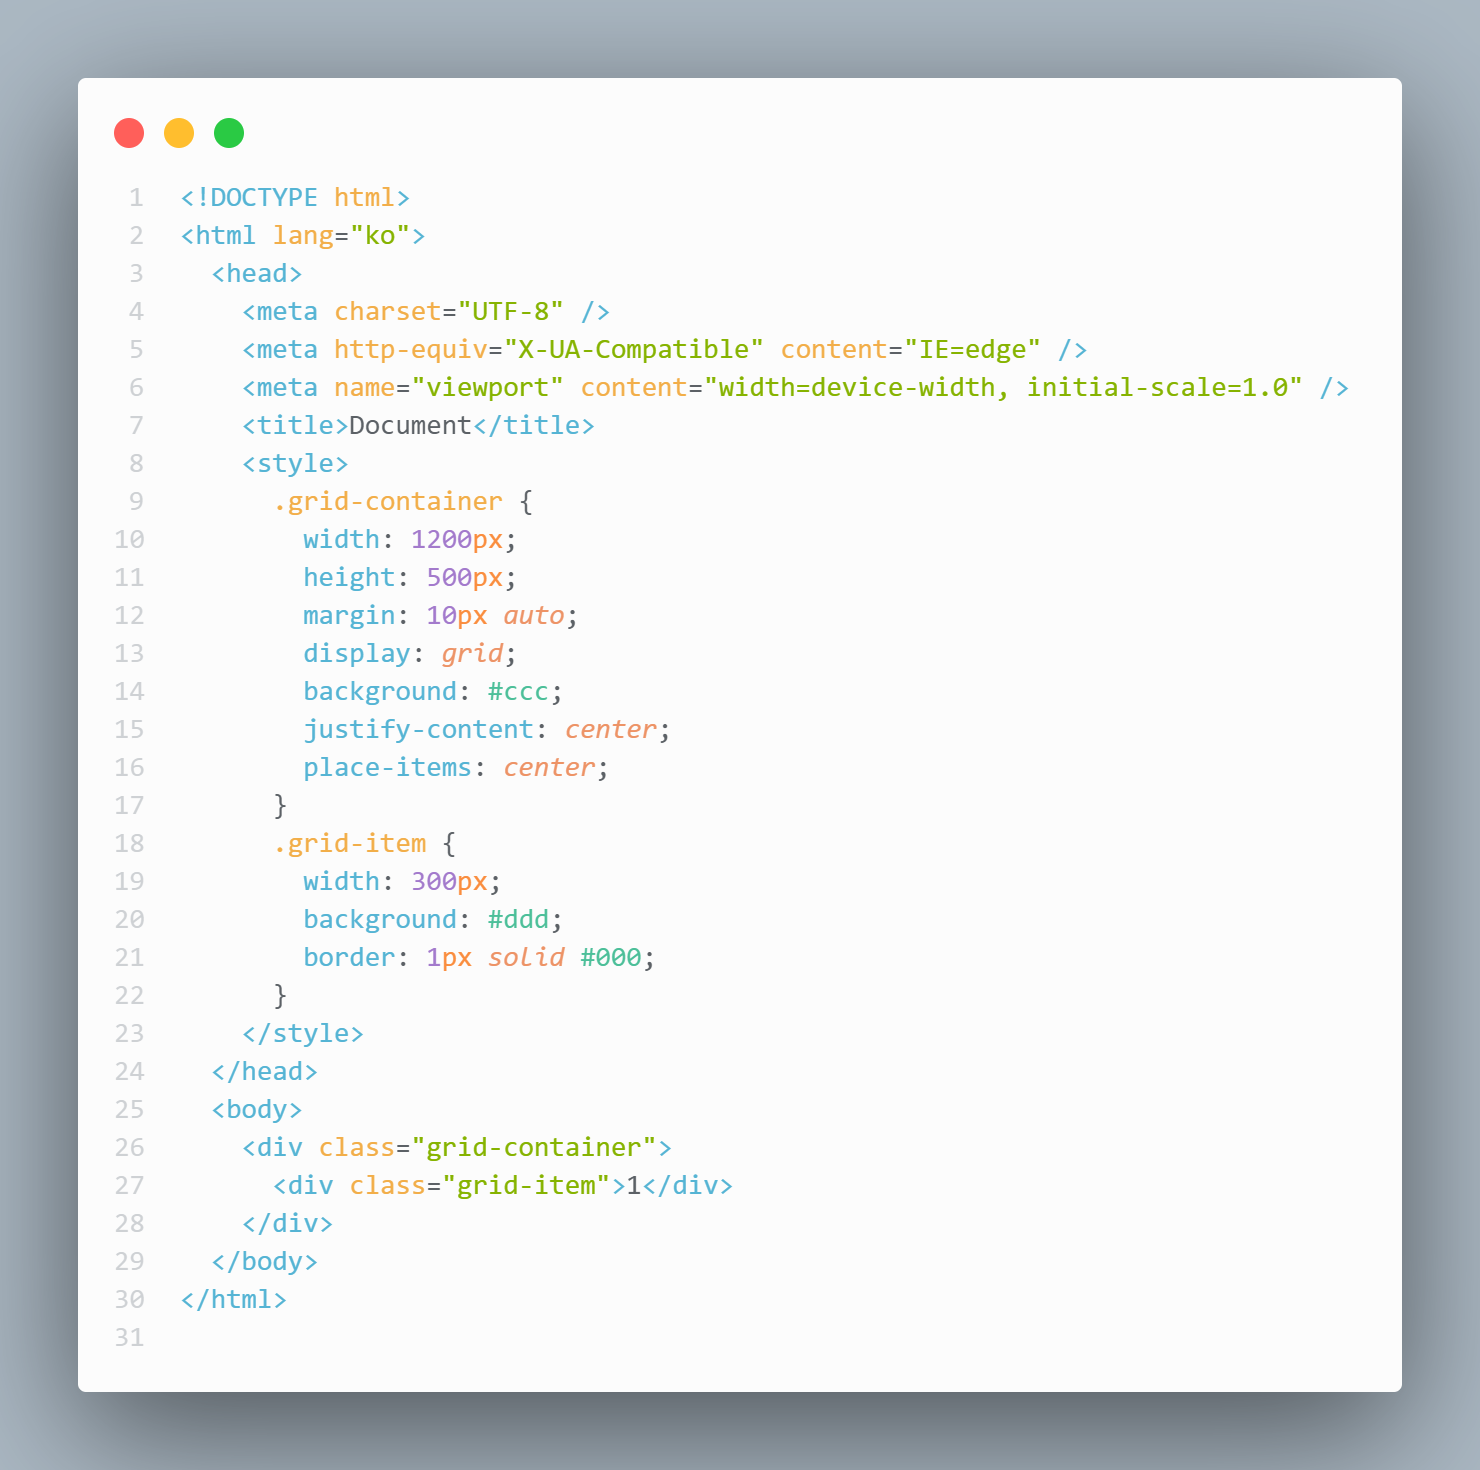 1 <!DOCTYPE html>
2 <html lang="ko">
3   <head>
4     <meta charset="UTF-8" />
5     <meta http-equiv="X-UA-Compatible" content="IE=edge" />
6     <meta name="viewport" content="width=device-width, initial-scale=1.0" />
7     <title>Document</title>
8     <style>
9       .grid-container {
10         width: 1200px;
11         height: 500px;
12         margin: 10px auto;
13         display: grid;
14         background: #ccc;
15         justify-content: center;
16         place-items: center;
17       }
18       .grid-item {
19         width: 300px;
20         background: #ddd;
21         border: 1px solid #000;
22       }
23     </style>
24   </head>
25   <body>
26     <div class="grid-container">
27       <div class="grid-item">1</div>
28     </div>
29   </body>
30 </html>
31